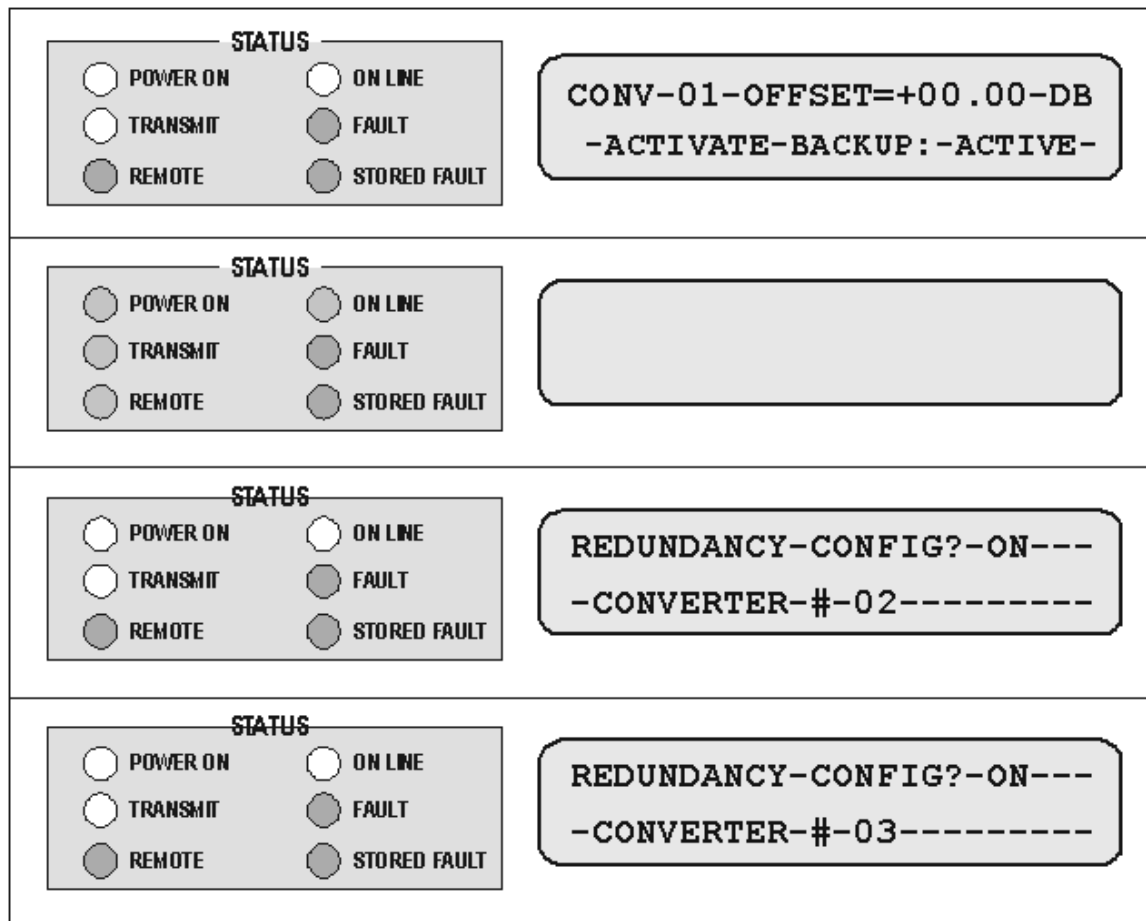 STATUS
POWER ON ON LINE
TRANSMIT FAULT
REMOTE STORED FAULT
CONV-01-OFFSET=+00.00-DB
-ACTIVATE-BACKUP:-ACTIVE-
STATUS
POWER ON ON LINE
TRANSMIT FAULT
REMOTE STORED FAULT
STATUS
POWER ON ON LINE
TRANSMIT FAULT
REMOTE STORED FAULT
REDUNDANCY-CONFIG?-ON---
-CONVERTER-#-02---------
STATUS
POWER ON ON LINE
TRANSMIT FAULT
REMOTE STORED FAULT
REDUNDANCY-CONFIG?-ON---
-CONVERTER-#-03---------